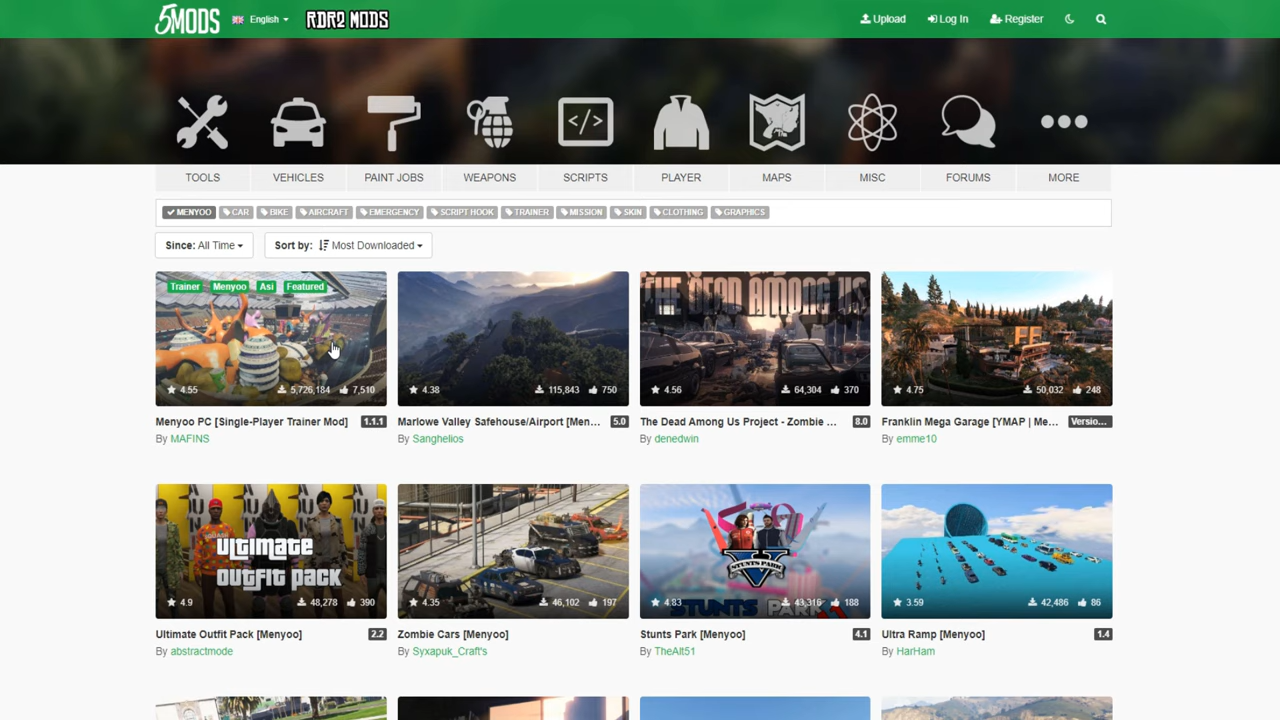 5MODS English RDR2 MODS Upload Log In Register
</>
TOOLS VEHICLES PAINT JOBS WEAPONS SCRIPTS PLAYER MAPS MISC FORUMS MORE
MENYOO CAR BIKE AIRCRAFT EMERGENCY SCRIPT HOOK TRAINER MISSION SKIN CLOTHING GRAPHICS
Since: All Time Sort by: Most Downloaded
Trainer Menyoo Asi Featured
THE DEAD AMONG US
4.55 5,726,184 7,510
4.38 115,843 750
4.56 64,304 370
4.75 50,032 248
Menyoo PC [Single-Player Trainer Mod] 1.1.1
By MAFINS
Marlowe Valley Safehouse/Airport [Men... 5.0
By Sanghelios
The Dead Among Us Project - Zombie ... 8.0
By denedwin
Franklin Mega Garage [YMAP | Me... Versio...
By emme10
ULTIMATE
OUTFIT PACK
4.9 48,278 390
4.35 46,102 197
V
STUNTS PARK
STUNTS PARK
4.83 43,316 188
3.59 42,486 86
Ultimate Outfit Pack [Menyoo] 2.2
By abstractmode
Zombie Cars [Menyoo]
By Syxapuk_Craft's
Stunts Park [Menyoo] 4.1
By TheAlt51
Ultra Ramp [Menyoo] 1.4
By HarHam